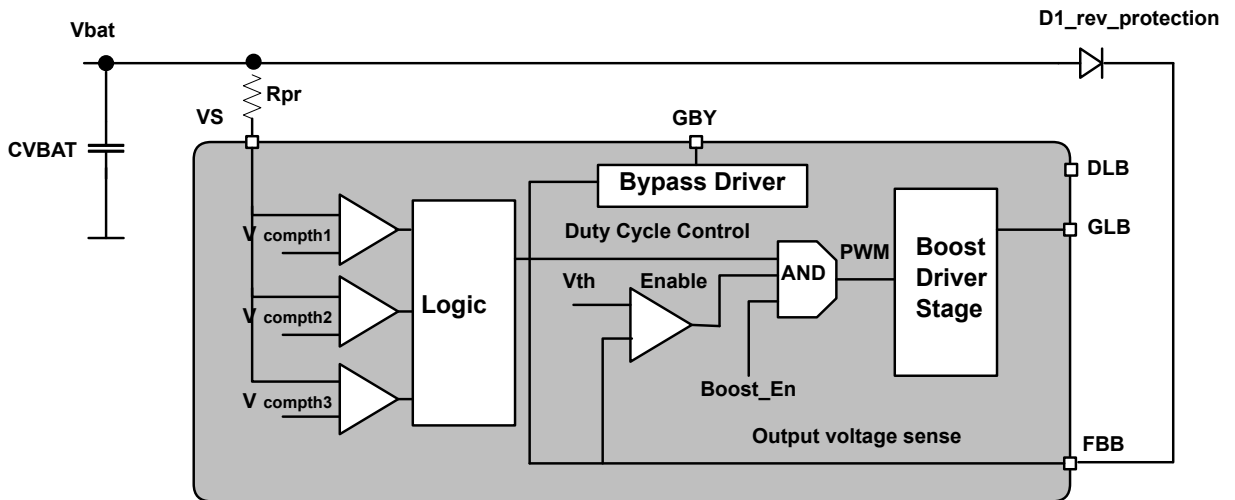 D1_rev_protection
Vbat
Rpr
VS
GBY
CVBAT
Bypass Driver
DLB
V compth1
Duty Cycle Control
GLB
AND
PWM
Boost
Driver
Stage
Vth
Enable
Logic
V compth2
Boost_En
V compth3
Output voltage sense
FBB